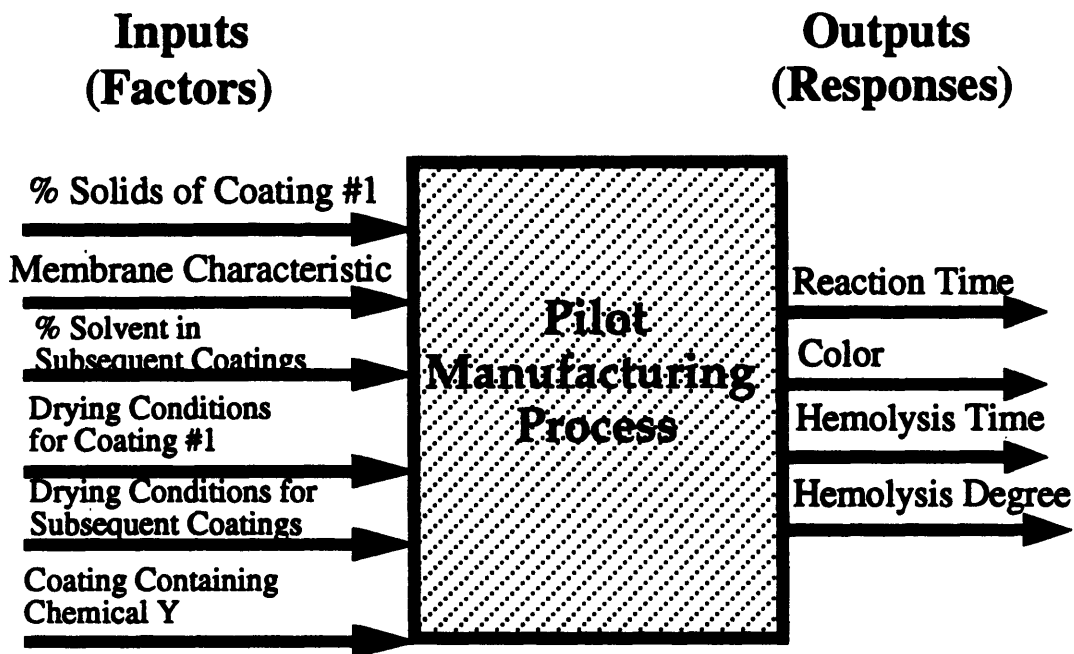 Inputs
(Factors)
Outputs
(Responses)
% Solids of Coating #1
Membrane Characteristic
% Solvent in
Subsequent Coatings
Drying Conditions
for Coating #1
Drying Conditions for
Subsequent Coatings
Coating Containing
Chemical Y
Pilot
Manufacturing
Process
Reaction Time
Color
Hemolysis Time
Hemolysis Degree